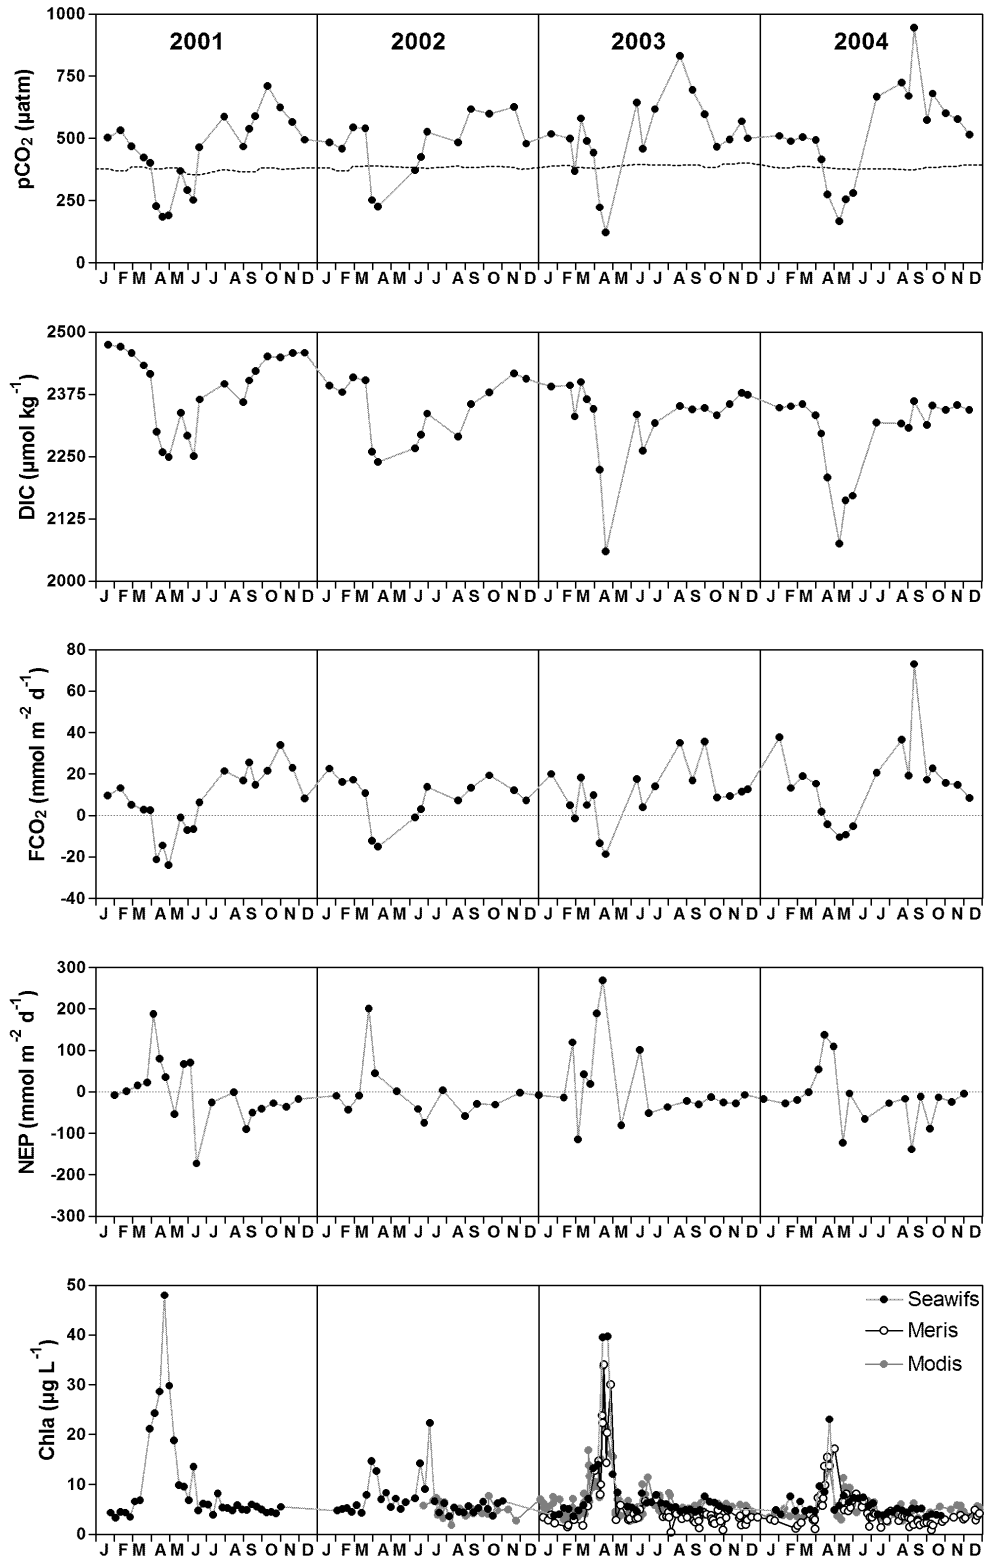 2001 2002 2003 2004
pCO2 (µatm)
1000
750
500
250
0
J F M A M J J A S O N D J F M A M J J A S O N D J F M A M J J A S O N D J F M A M J J A S O N D
DIC (µmol kg-1)
2500
2375
2250
2125
2000
J F M A M J J A S O N D J F M A M J J A S O N D J F M A M J J A S O N D J F M A M J J A S O N D
FCO2 (mmol m-2 d-1)
80
60
40
20
0
-20
-40
J F M A M J J A S O N D J F M A M J J A S O N D J F M A M J J A S O N D J F M A M J J A S O N D
NEP (mmol m-2 d-1)
300
200
100
0
-100
-200
-300
J F M A M J J A S O N D J F M A M J J A S O N D J F M A M J J A S O N D J F M A M J J A S O N D
Chla (µg L-1)
50
40
30
20
10
0
Seawifs
Meris
Modis
J F M A M J J A S O N D J F M A M J J A S O N D J F M A M J J A S O N D J F M A M J J A S O N D